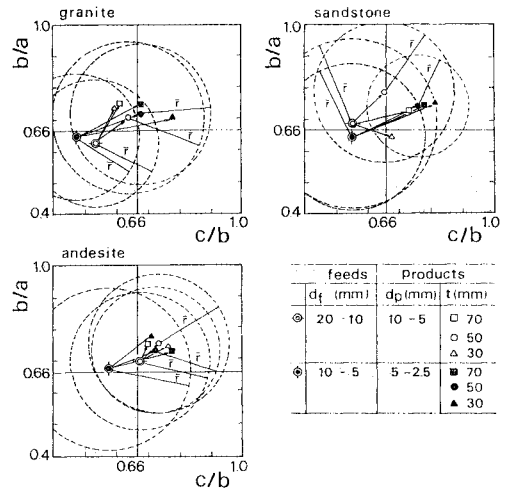 granite
b/a
1.0
0.66
0.4
r̄
r̄
r̄
0.66
1.0
c/b
sandstone
b/a
1.0
0.66
0.4
r̄
r̄
r̄
r̄
0.66
1.0
c/b
andesite
b/a
1.0
0.66
0.4
r̄
r̄
r̄
r̄
0.66
1.0
c/b
feeds products
df (mm) dp(mm) t(mm)
20-10 10-5 70
50
30
10-5 5-2.5 70
50
30